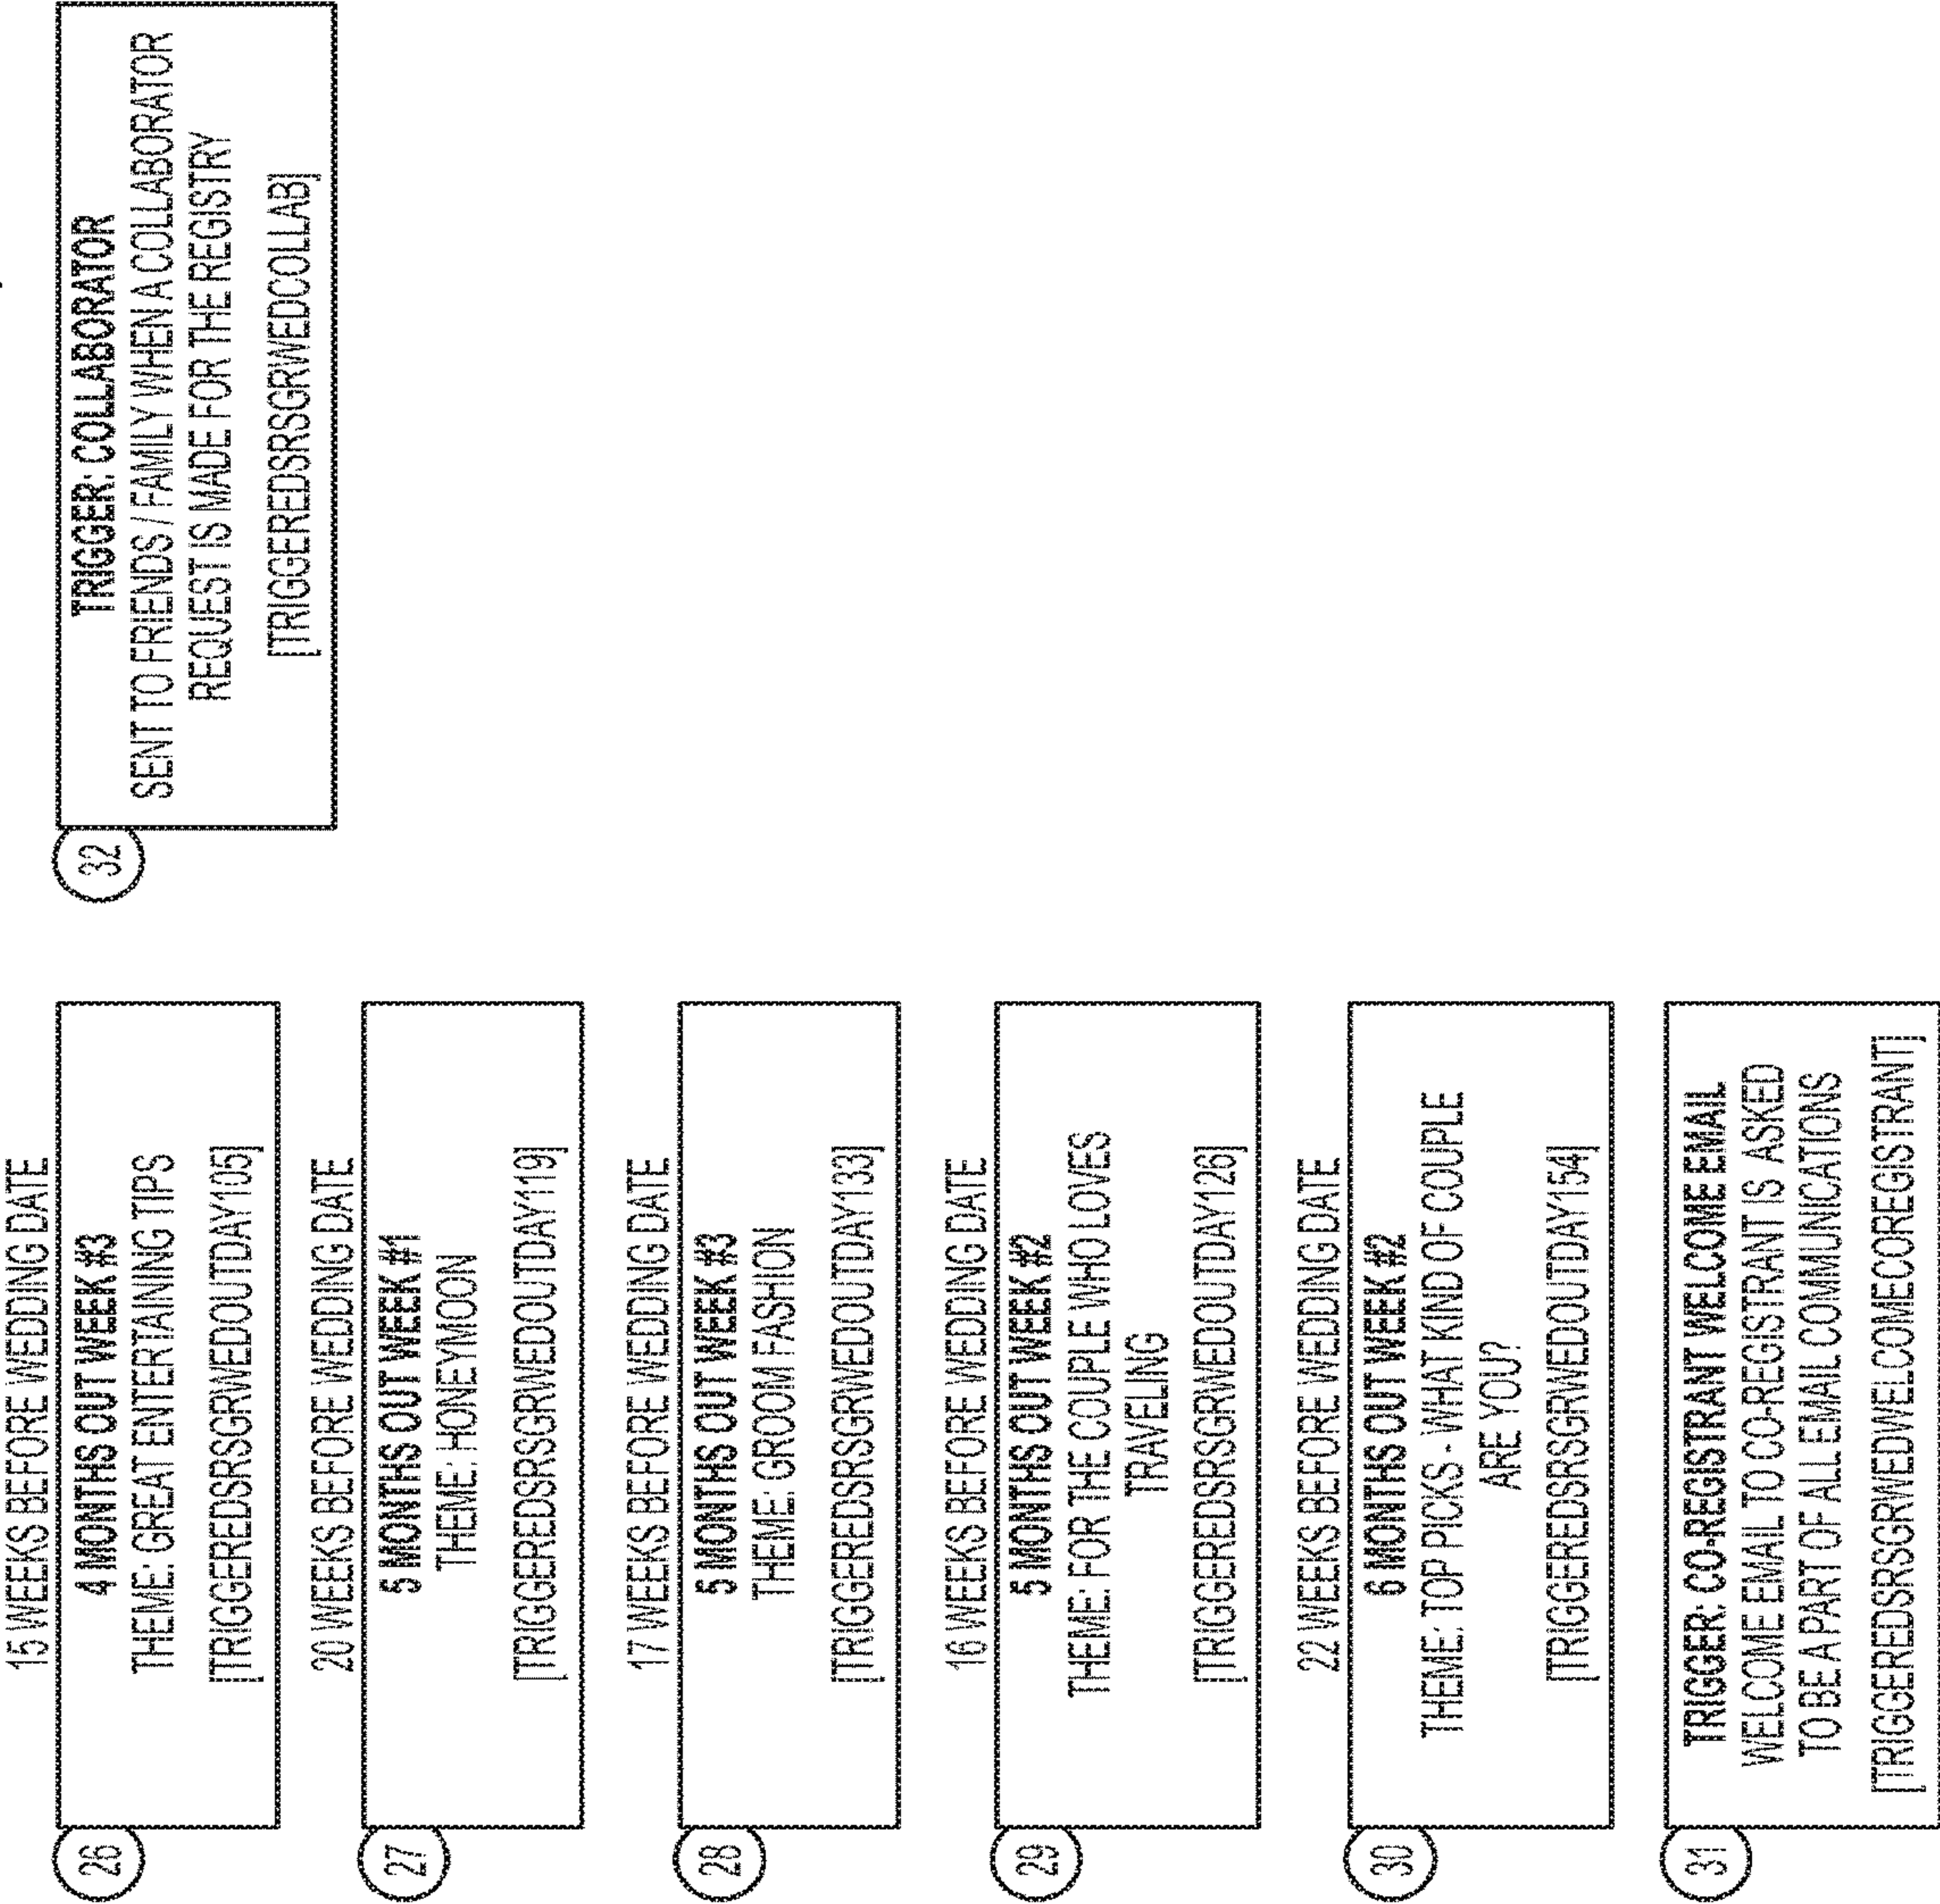 15 WEEKS BEFORE WEDDING DATE
26
4 MONTHS OUT WEEK #3
THEME: GREAT ENTERTAINING TIPS
[TRIGGEREDSRSGRWEDOUTDAY105]
20 WEEKS BEFORE WEDDING DATE
27
5 MONTHS OUT WEEK #1
THEME: HONEYMOON
[TRIGGEREDSRSGRWEDOUTDAY119]
17 WEEKS BEFORE WEDDING DATE
28
5 MONTHS OUT WEEK #3
THEME: GROOM FASHION
[TRIGGEREDSRSGRWEDOUTDAY133]
16 WEEKS BEFORE WEDDING DATE
29
5 MONTHS OUT WEEK #2
THEME: FOR THE COUPLE WHO LOVES
TRAVELING
[TRIGGEREDSRSGRWEDOUTDAY126]
22 WEEKS BEFORE WEDDING DATE
30
6 MONTHS OUT WEEK #2
THEME: TOP PICKS - WHAT KIND OF COUPLE
ARE YOU?
[TRIGGEREDSRSGRWEDOUTDAY154]
31
TRIGGER: CO-REGISTRANT WELCOME EMAIL
WELCOME EMAIL TO CO-REGISTRANT IS ASKED
TO BE A PART OF ALL EMAIL COMMUNICATIONS
[TRIGGEREDSRSGRWEDWELCOMECOREGISTRANT]
32
TRIGGER: COLLABORATOR
SENT TO FRIENDS / FAMILY WHEN A COLLABORATOR
REQUEST IS MADE FOR THE REGISTRY
[TRIGGEREDSRSGRWEDCOLLAB]